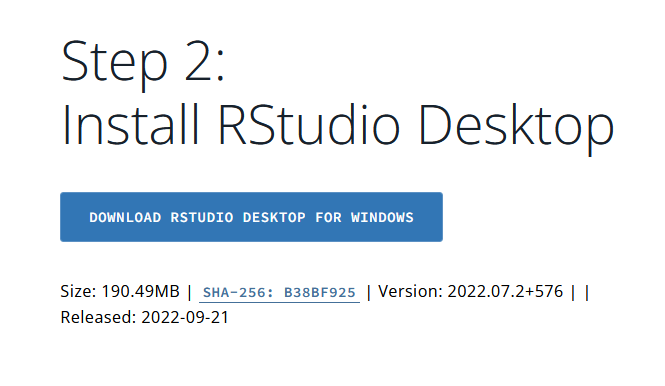 Step 2:
Install RStudio Desktop
DOWNLOAD RSTUDIO DESKTOP FOR WINDOWS
Size: 190.49MB | SHA-256: B38BF925 | Version: 2022.07.2+576 | |
Released: 2022-09-21